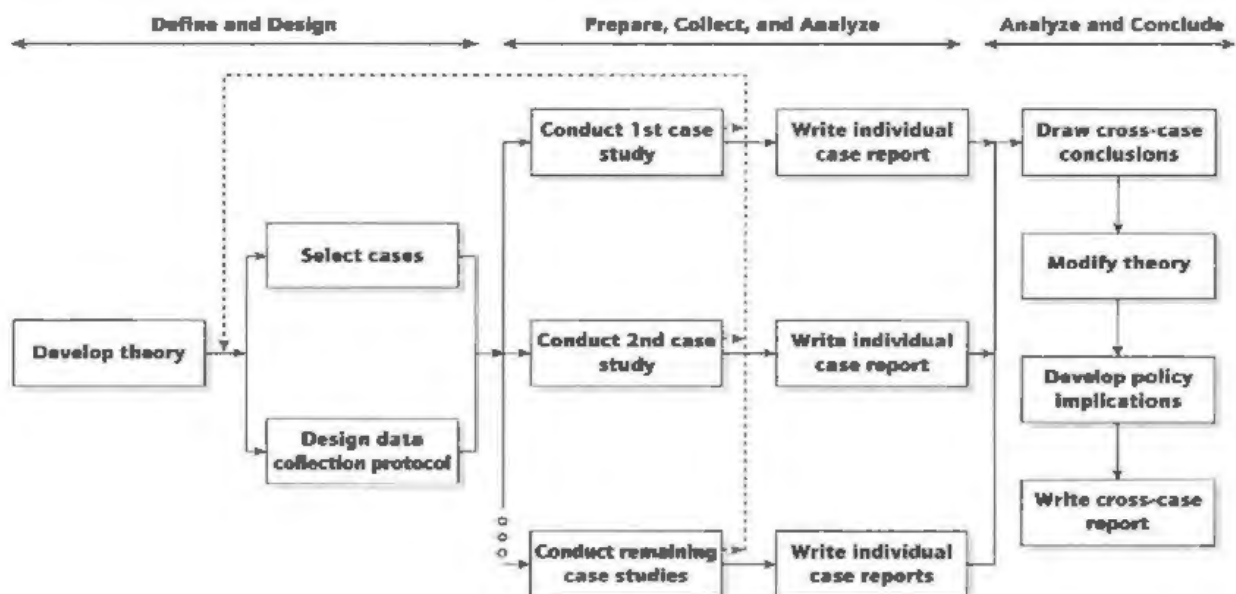 Define and Design
Prepare, Collect, and Analyze
Analyze and Conclude
Develop theory
Select cases
Design data
collection protocol
Conduct 1st case
study
Conduct 2nd case
study
Conduct remaining
case studies
Write individual
case report
Write individual
case report
Write individual
case reports
Draw cross-case
conclusions
Modify theory
Develop policy
implications
Write cross-case
report